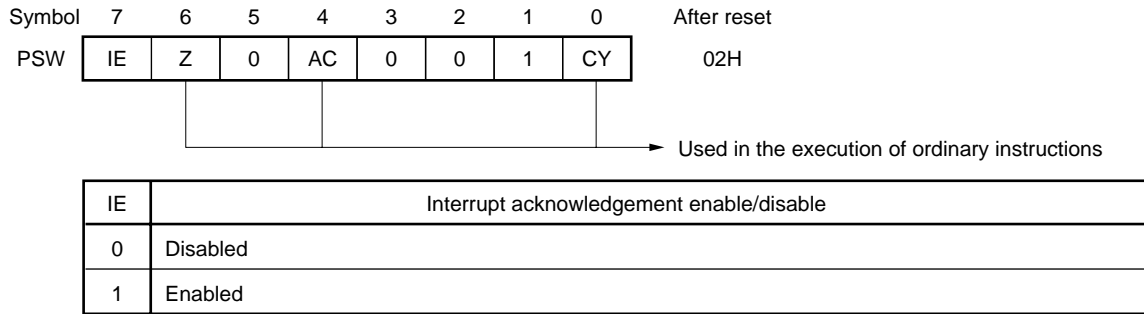 Symbol 7 6 5 4 3 2 1 0 After reset
PSW IE Z 0 AC 0 0 1 CY 02H
Used in the execution of ordinary instructions
IE Interrupt acknowledgement enable/disable
0 Disabled
1 Enabled